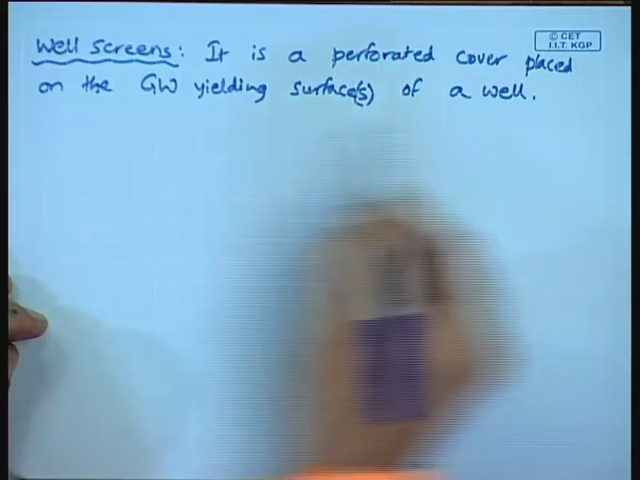 Well Screens: It is a perforated cover placed
on the GW yielding surface(s) of a well.
© CET
I.I.T. KGP